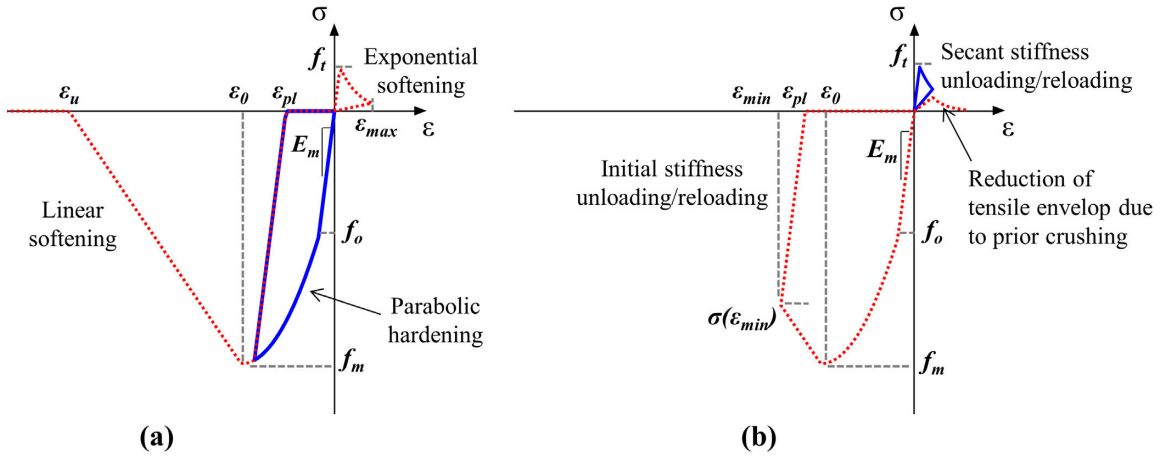 σ
f_t
Exponential
softening
ε_u
ε_0
ε_pl
ε
ε_max
E_m
Linear
softening
f_o
Parabolic
hardening
f_m
(a)
σ
f_t
Secant stiffness
unloading/reloading
ε_min
ε_pl
ε_0
ε
E_m
Initial stiffness
unloading/reloading
Reduction of
tensile envelop due
to prior crushing
f_o
σ(ε_min)
f_m
(b)